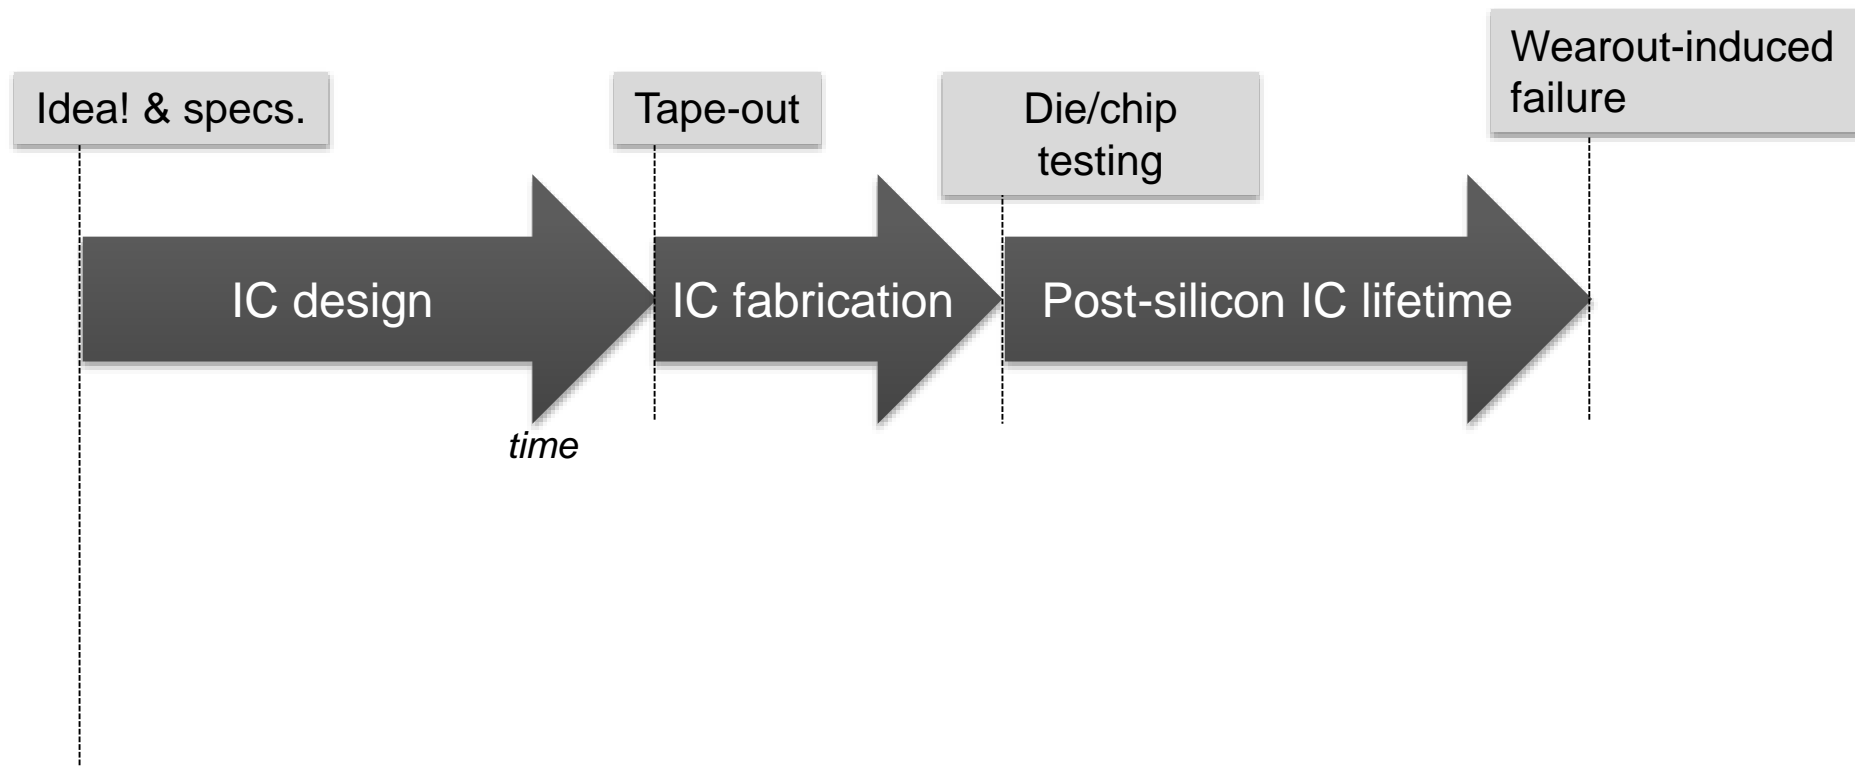 Idea! & specs.
Tape-out
Die/chip
testing
Wearout-induced
failure
IC design
IC fabrication
Post-silicon IC lifetime
time